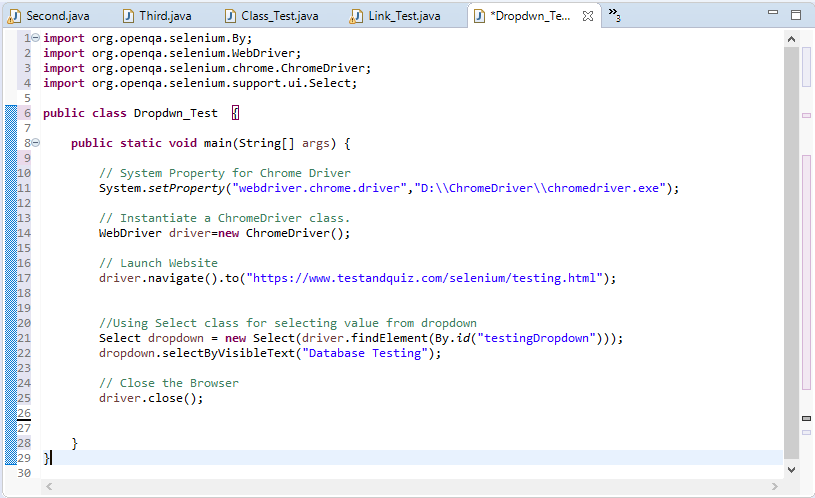 Second.java Third.java Class_Test.java Link_Test.java *Dropdwn_Te... »3
1 import org.openqa.selenium.By;
2 import org.openqa.selenium.WebDriver;
3 import org.openqa.selenium.chrome.ChromeDriver;
4 import org.openqa.selenium.support.ui.Select;
5
6 public class Dropdwn_Test {
7
8 public static void main(String[] args) {
9
10 // System Property for Chrome Driver
11 System.setProperty("webdriver.chrome.driver","D:\\ChromeDriver\\chromedriver.exe");
12
13 // Instantiate a ChromeDriver class.
14 WebDriver driver=new ChromeDriver();
15
16 // Launch Website
17 driver.navigate().to("https://www.testandquiz.com/selenium/testing.html");
18
19
20 //Using Select class for selecting value from dropdown
21 Select dropdown = new Select(driver.findElement(By.id("testingDropdown")));
22 dropdown.selectByVisibleText("Database Testing");
23
24 // Close the Browser
25 driver.close();
26
27
28 }
29 }
30